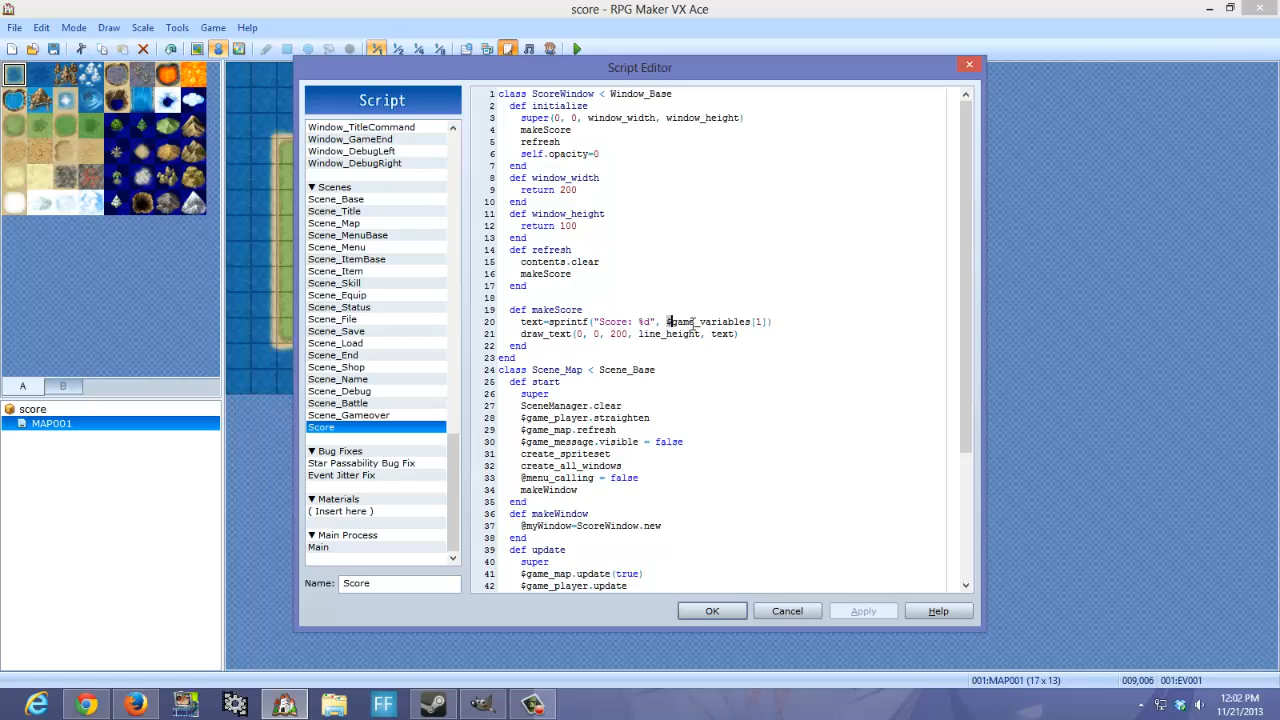 score - RPG Maker VX Ace
File Edit Mode Draw Scale Tools Game Help
1/1 1/2 1/4 1/8
Script Editor
Script
Window_TitleCommand
Window_GameEnd
Window_DebugLeft
Window_DebugRight
▼ Scenes
Scene_Base
Scene_Title
Scene_Map
Scene_MenuBase
Scene_Menu
Scene_ItemBase
Scene_Item
Scene_Skill
Scene_Equip
Scene_Status
Scene_File
Scene_Save
Scene_Load
Scene_End
Scene_Shop
Scene_Name
Scene_Debug
Scene_Battle
Scene_Gameover
Score
▼ Bug Fixes
Star Passability Bug Fix
Event Jitter Fix
▼ Materials
( Insert here )
▼ Main Process
Main
Name: Score
1 class ScoreWindow < Window_Base
2 def initialize
3 super(0, 0, window_width, window_height)
4 makeScore
5 refresh
6 self.opacity=0
7 end
8 def window_width
9 return 200
10 end
11 def window_height
12 return 100
13 end
14 def refresh
15 contents.clear
16 makeScore
17 end
18
19 def makeScore
20 text=sprintf("Score: %d", $game_variables[1])
21 draw_text(0, 0, 200, line_height, text)
22 end
23 end
24 class Scene_Map < Scene_Base
25 def start
26 super
27 SceneManager.clear
28 $game_player.straighten
29 $game_map.refresh
30 $game_message.visible = false
31 create_spriteset
32 create_all_windows
33 @menu_calling = false
34 makeWindow
35 end
36 def makeWindow
37 @myWindow=ScoreWindow.new
38 end
39 def update
40 super
41 $game_map.update(true)
42 $game_player.update
OK Cancel Apply Help
A B
score
MAP001
001:MAP001 (17 x 13) 009,006 001:EV001
FF
12:02 PM
11/21/2013